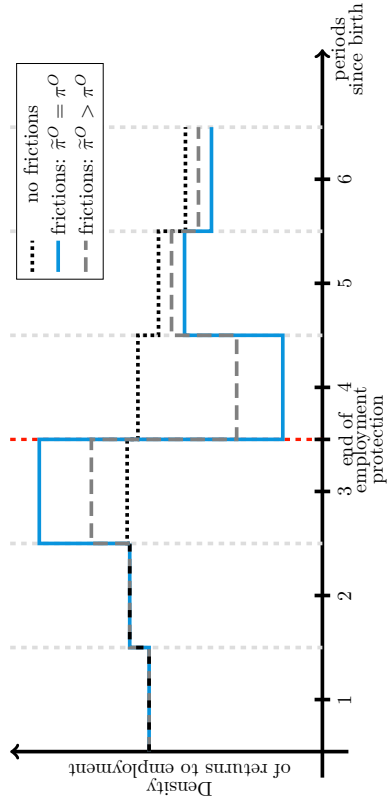 no frictions
frictions: π̃^O = π^O
frictions: π̃^O > π^O
Density
of returns to employment
1
2
3
4
5
6
end of
employment
protection
periods
since birth